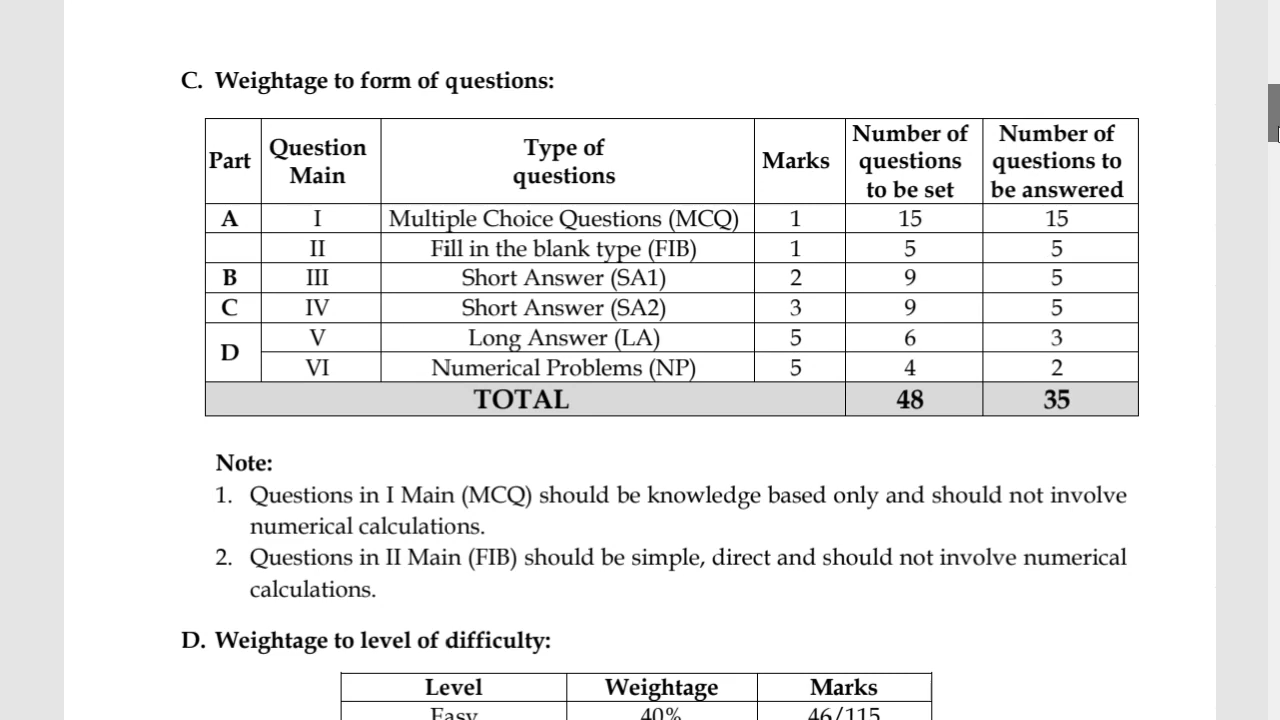 C. Weightage to form of questions:
Part Question Main Type of questions Marks Number of questions to be set Number of questions to be answered
A I Multiple Choice Questions (MCQ) 1 15 15
II Fill in the blank type (FIB) 1 5 5
B III Short Answer (SA1) 2 9 5
C IV Short Answer (SA2) 3 9 5
D V Long Answer (LA) 5 6 3
VI Numerical Problems (NP) 5 4 2
TOTAL 48 35
Note:
1. Questions in I Main (MCQ) should be knowledge based only and should not involve
numerical calculations.
2. Questions in II Main (FIB) should be simple, direct and should not involve numerical
calculations.
D. Weightage to level of difficulty:
Level Weightage Marks
Easy 40% 46/115